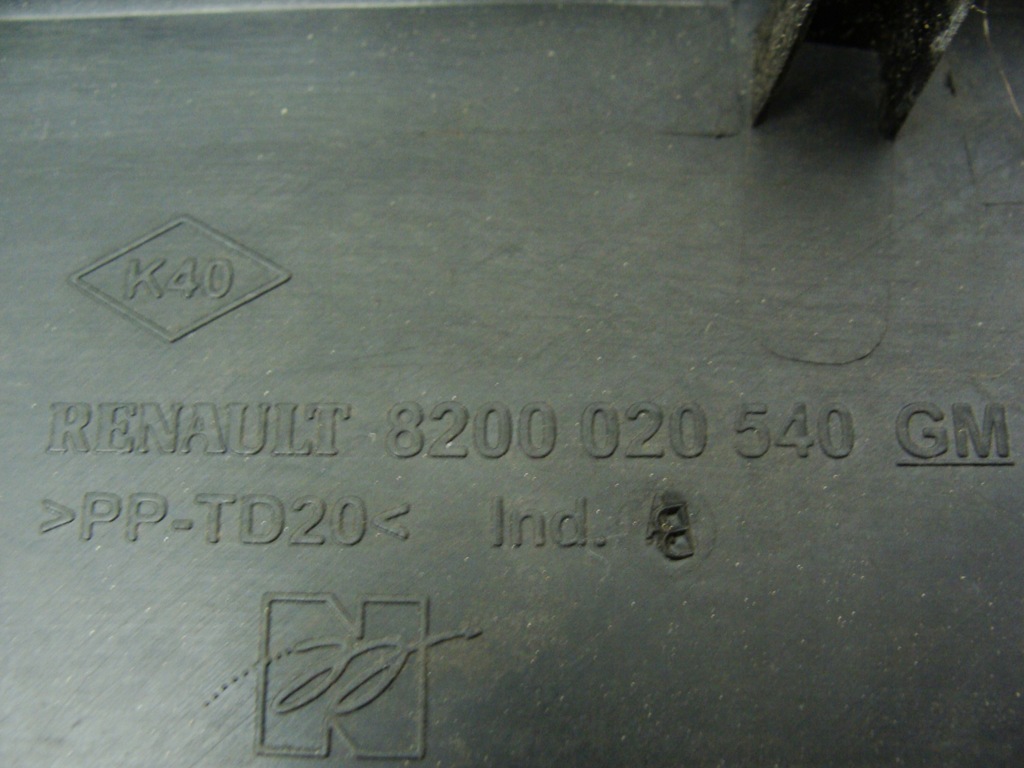 K40
RENAULT 8200 020 540 GM
>PP-TD20< Ind.